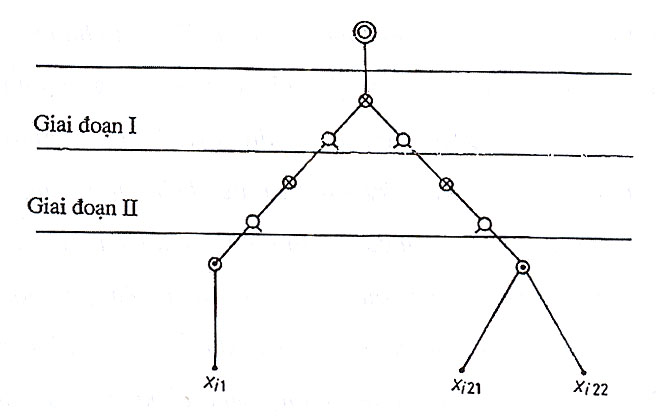 Giai đoạn I
Giai đoạn II
x_{i1}
x_{i21}
x_{i22}